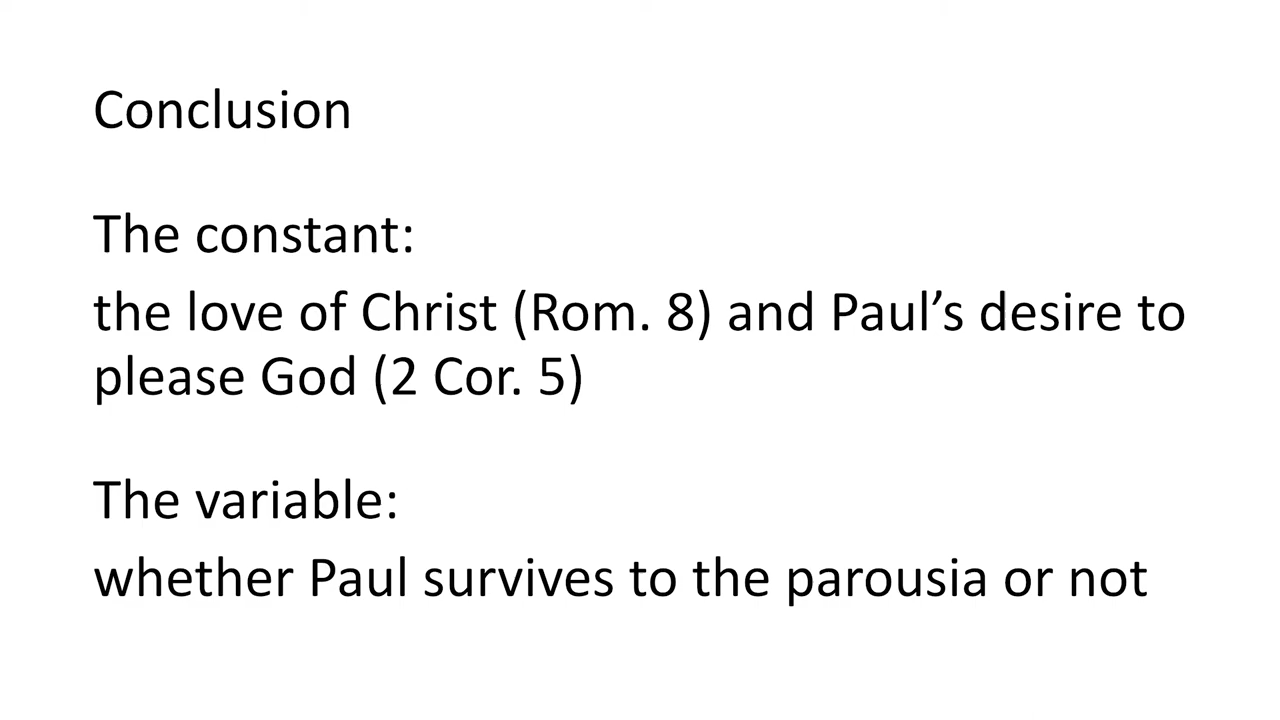 Conclusion
The constant:
the love of Christ (Rom. 8) and Paul’s desire to
please God (2 Cor. 5)
The variable:
whether Paul survives to the parousia or not